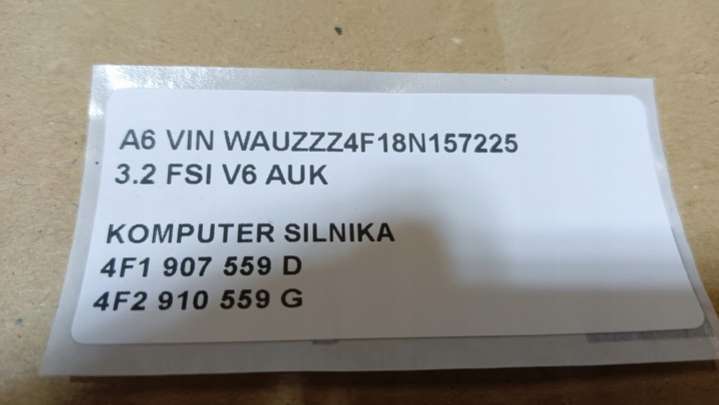 A6 VIN WAUZZZ4F18N157225
3.2 FSI V6 AUK
KOMPUTER SILNIKA
4F1 907 559 D
4F2 910 559 G